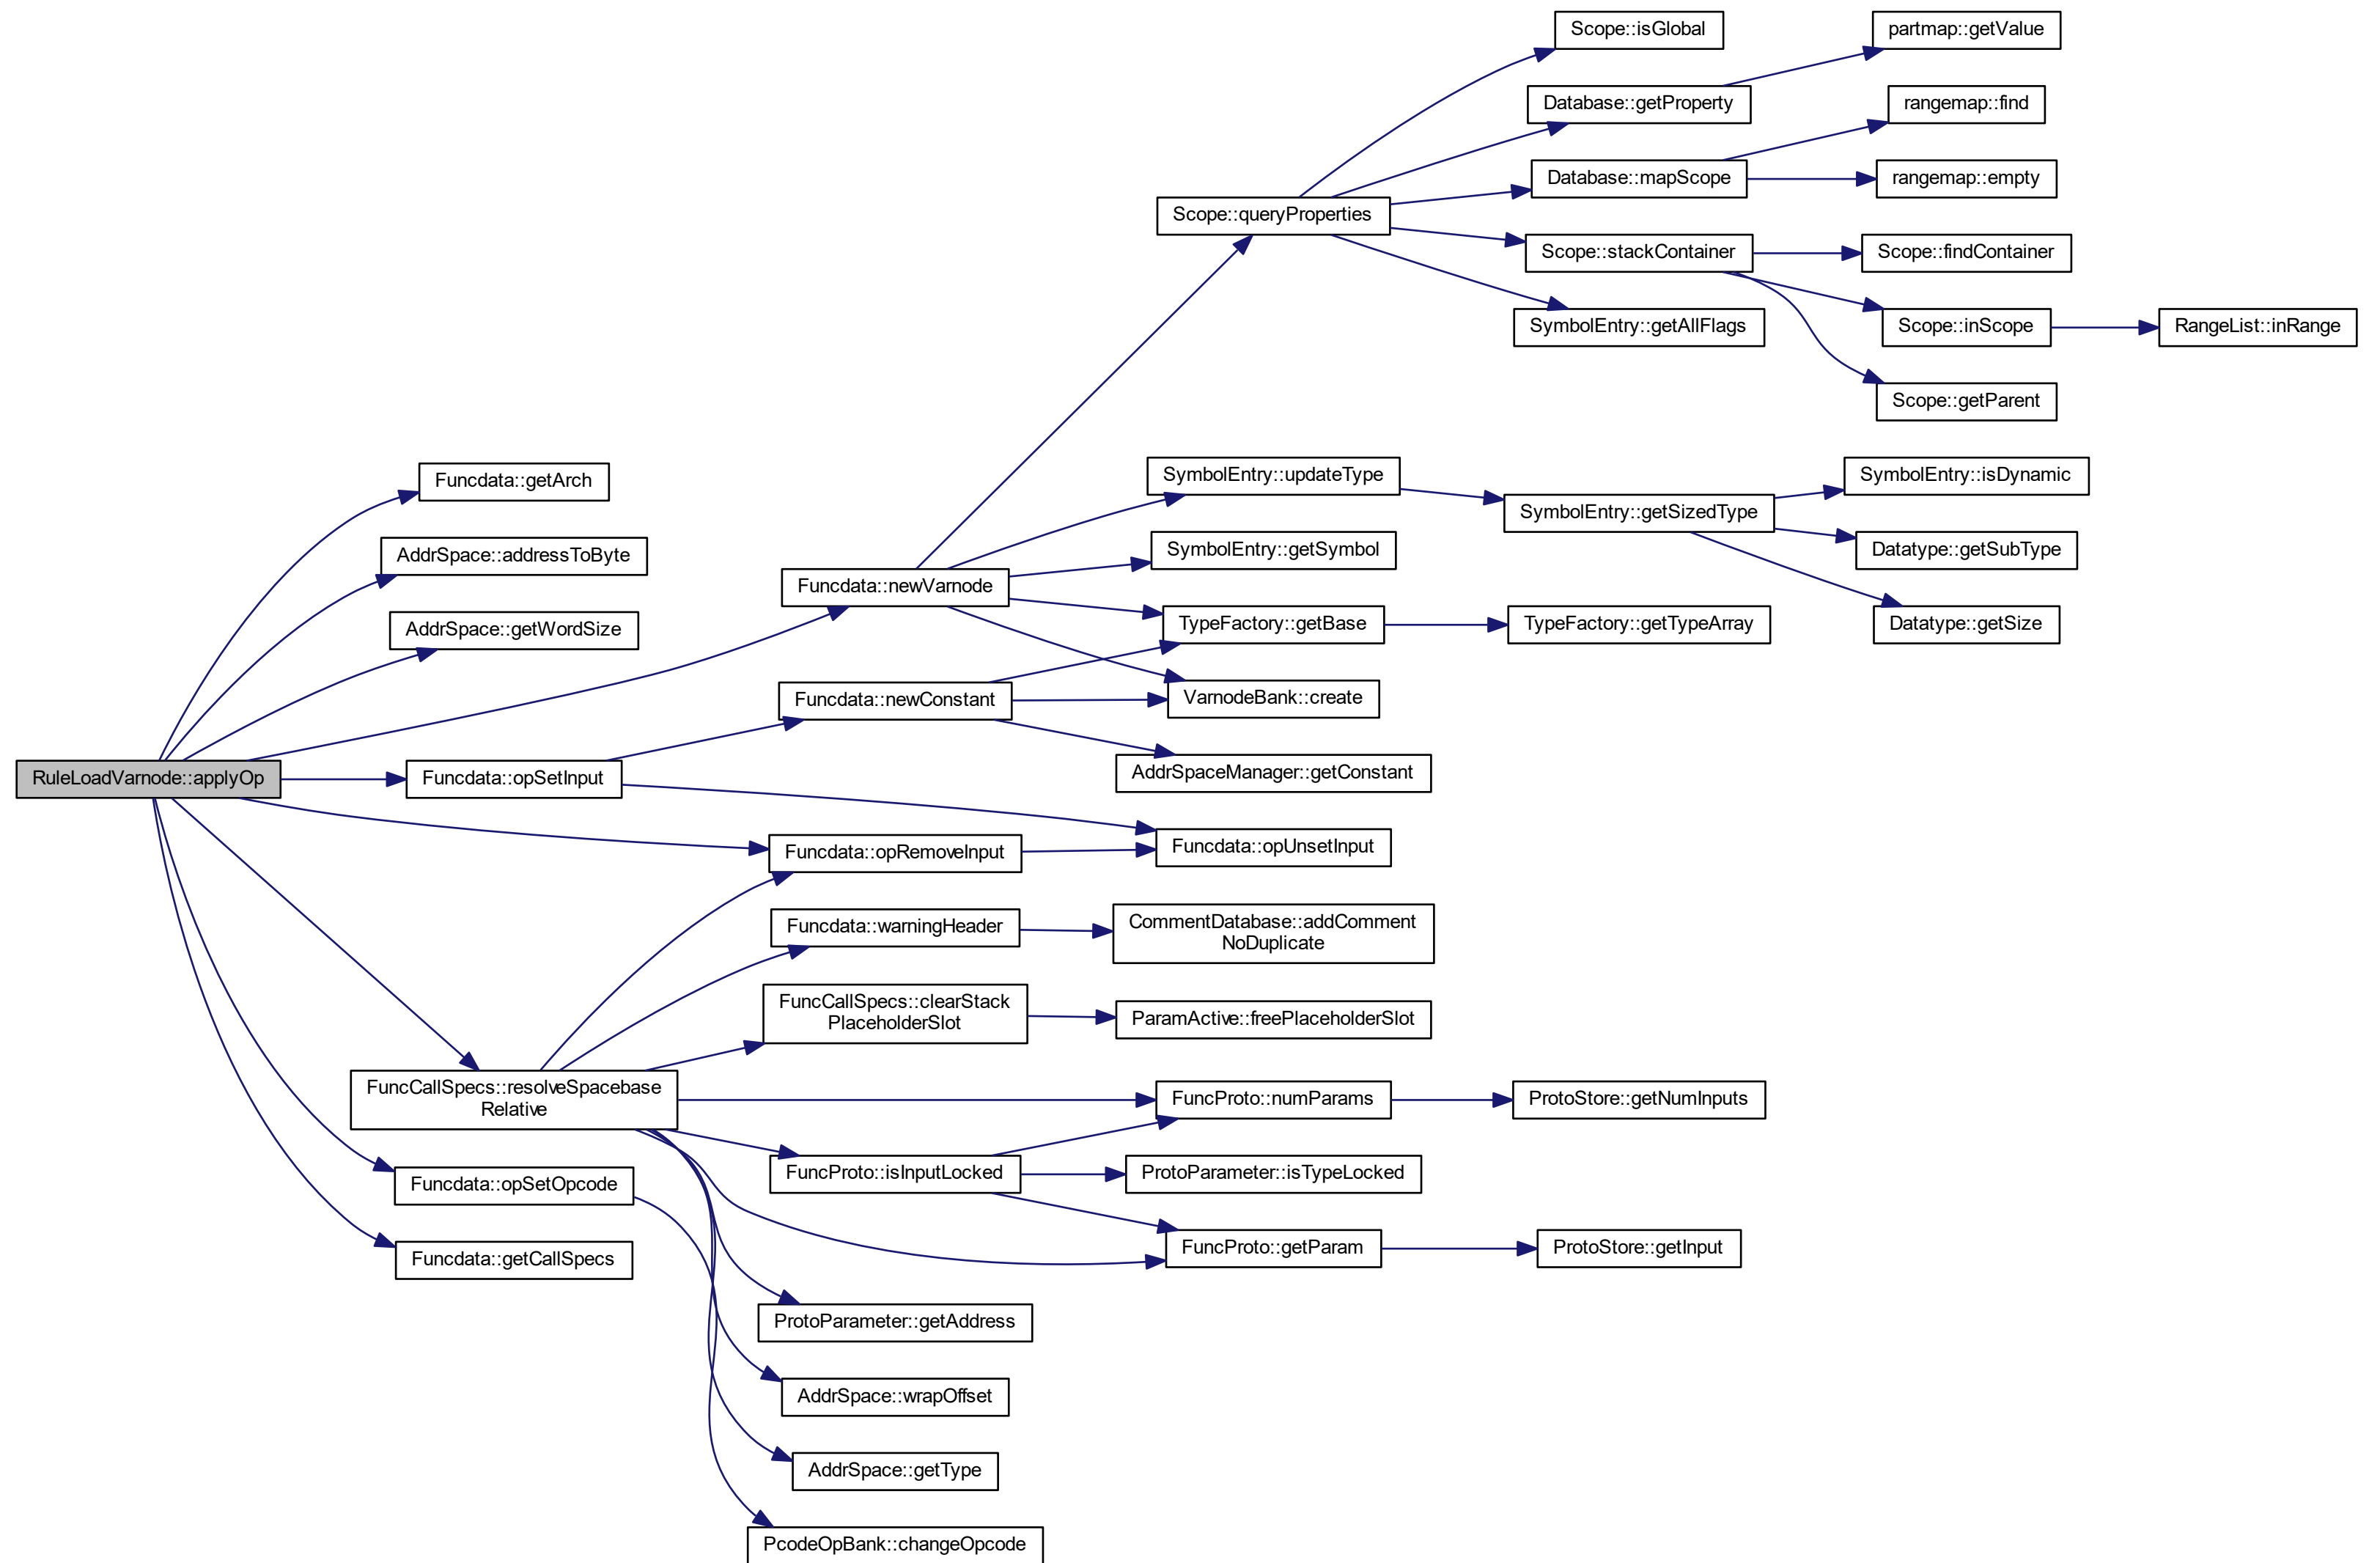 Scope::isGlobal
partmap::getValue
Database::getProperty
rangemap::find
Database::mapScope
rangemap::empty
Scope::queryProperties
Scope::stackContainer
Scope::findContainer
SymbolEntry::getAllFlags
Scope::inScope
RangeList::inRange
Scope::getParent
Funcdata::getArch
SymbolEntry::updateType
SymbolEntry::isDynamic
SymbolEntry::getSizedType
AddrSpace::addressToByte
SymbolEntry::getSymbol
Datatype::getSubType
Funcdata::newVarnode
AddrSpace::getWordSize
TypeFactory::getBase
TypeFactory::getTypeArray
Datatype::getSize
Funcdata::newConstant
VarnodeBank::create
RuleLoadVarnode::applyOp
Funcdata::opSetInput
AddrSpaceManager::getConstant
Funcdata::opRemoveInput
Funcdata::opUnsetInput
Funcdata::warningHeader
CommentDatabase::addComment
NoDuplicate
FuncCallSpecs::clearStack
PlaceholderSlot
ParamActive::freePlaceholderSlot
FuncCallSpecs::resolveSpacebase
Relative
FuncProto::numParams
ProtoStore::getNumInputs
FuncProto::isInputLocked
ProtoParameter::isTypeLocked
Funcdata::opSetOpcode
FuncProto::getParam
ProtoStore::getInput
Funcdata::getCallSpecs
ProtoParameter::getAddress
AddrSpace::wrapOffset
AddrSpace::getType
PcodeOpBank::changeOpcode